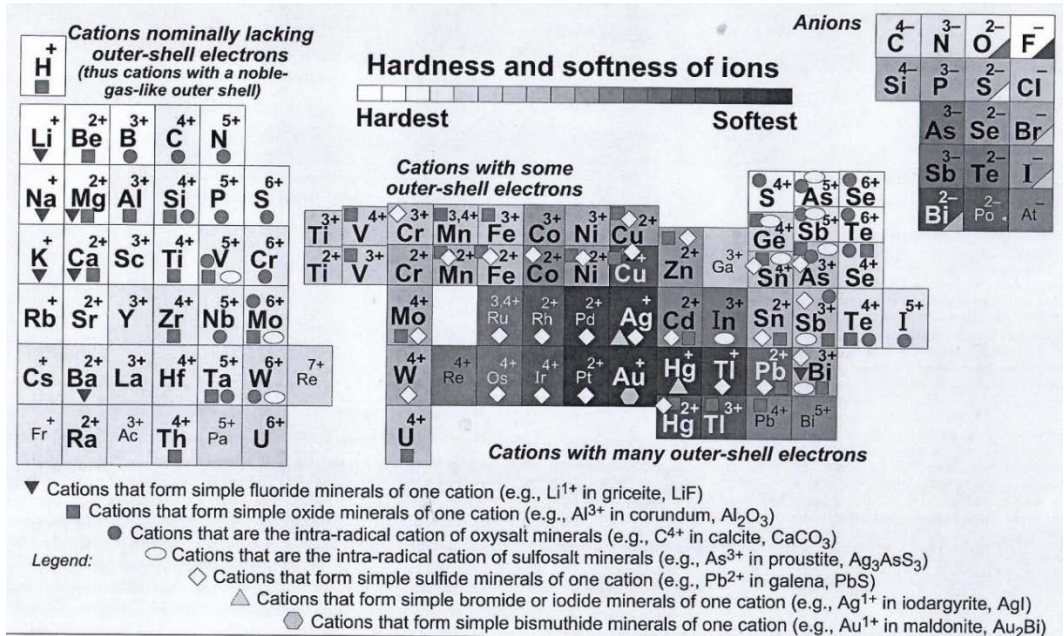 Cations nominally lacking
outer-shell electrons
(thus cations with a noble-
gas-like outer shell)
Anions
H+
C4– N3– O2– F–
Hardness and softness of ions
Si4– P3– S2– Cl–
Hardest Softest
As3– Se2– Br–
Li+ Be2+ B3+ C4+ N5+
Cations with some
outer-shell electrons
Sb3– Te2– I–
Na+ Mg2+ Al3+ Si4+ P5+ S6+
S4+ As5+ Se6+
Bi2– Po2– At–
Ti3+ V4+ Cr3+ Mn3,4+ Fe3+ Co3+ Ni3+ Cu2+
Ge4+ Sb5+ Te6+
K+ Ca2+ Sc3+ Ti4+ V5+ Cr6+
Ti2+ V3+ Cr2+ Mn2+ Fe2+ Co2+ Ni2+ Cu Zn2+ Ga3+ Sn4+ As3+ Se4+
Rb+ Sr2+ Y3+ Zr4+ Nb5+ Mo6+
Mo4+ Ru3,4+ Rh2+ Pd2+ Ag+ Cd2+ In3+ Sn2+ Sb3+ Te4+ I5+
Cs+ Ba2+ La3+ Hf4+ Ta5+ W6+ Re7+
W4+ Re4+ Os4+ Ir4+ Pt2+ Au+ Hg+ Tl+ Pb2+ Bi3+
Fr+ Ra2+ Ac3+ Th4+ Pa5+ U6+
U4+ Hg2+ Tl3+ Pb4+ Bi5+
Cations with many outer-shell electrons
Cations that form simple fluoride minerals of one cation (e.g., Li1+ in griceite, LiF)
Cations that form simple oxide minerals of one cation (e.g., Al3+ in corundum, Al2O3)
Cations that are the intra-radical cation of oxysalt minerals (e.g., C4+ in calcite, CaCO3)
Legend:
Cations that are the intra-radical cation of sulfosalt minerals (e.g., As3+ in proustite, Ag3AsS3)
Cations that form simple sulfide minerals of one cation (e.g., Pb2+ in galena, PbS)
Cations that form simple bromide or iodide minerals of one cation (e.g., Ag1+ in iodargyrite, AgI)
Cations that form simple bismuthide minerals of one cation (e.g., Au1+ in maldonite, Au2Bi)